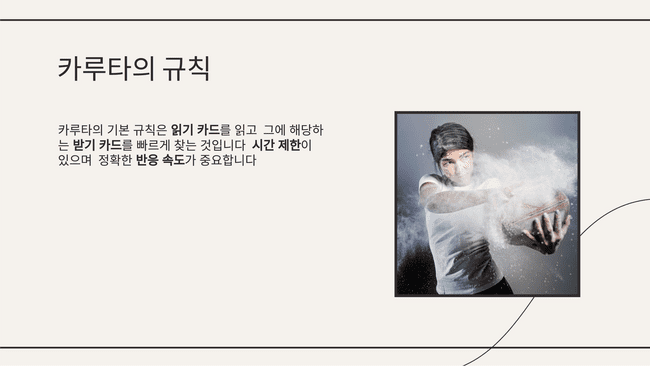 카루타의 규칙
카루타의 기본 규칙은 읽기 카드를 읽고 그에 해당하
는 받기 카드를 빠르게 찾는 것입니다 시간 제한이
있으며 정확한 반응 속도가 중요합니다